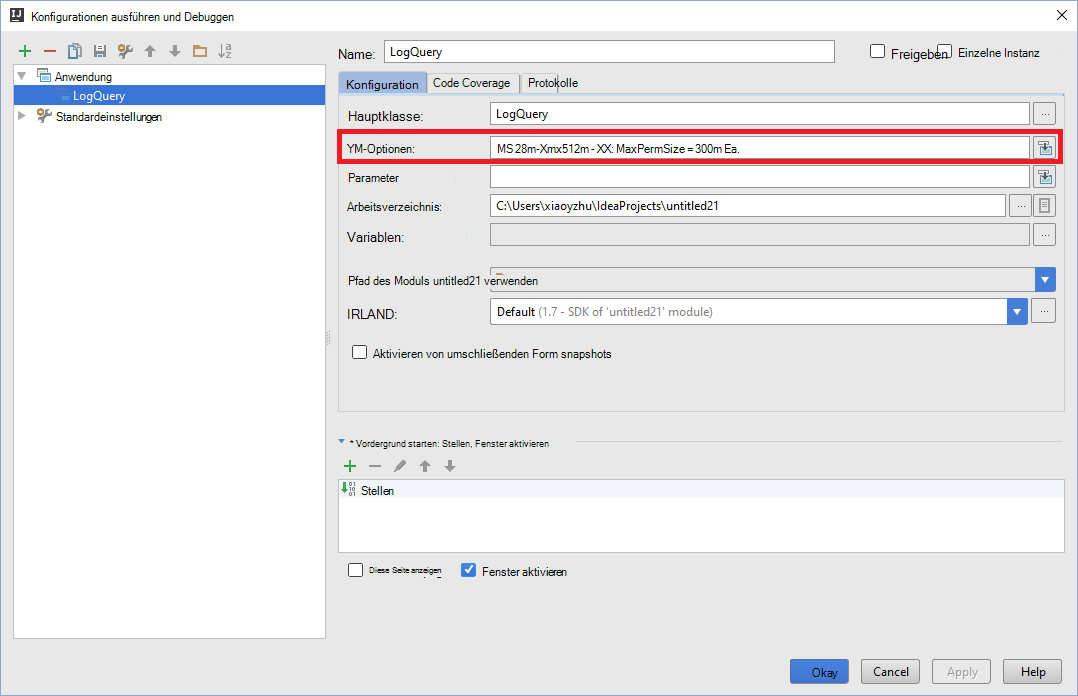 Konfigurationen ausführen und Debuggen
Name: LogQuery
Freigeben
Einzelne Instanz
Anwendung
LogQuery
Standardeinstellungen
Konfiguration
Code Coverage
Protokolle
Hauptklasse: LogQuery
YM-Optionen: MS 28m-Xmx512m - XX: MaxPermSize = 300m Ea.
Parameter
Arbeitsverzeichnis: C:\Users\xiaoyzhu\IdeaProjects\untitled21
Variablen:
Pfad des Moduls untitled21 verwenden
IRLAND: Default (1.7 - SDK of 'untitled21' module)
Aktivieren von umschließenden Form snapshots
* Vordergrund starten: Stellen, Fenster aktivieren
Stellen
Diese Seite anzeigen
Fenster aktivieren
Okay
Cancel
Apply
Help